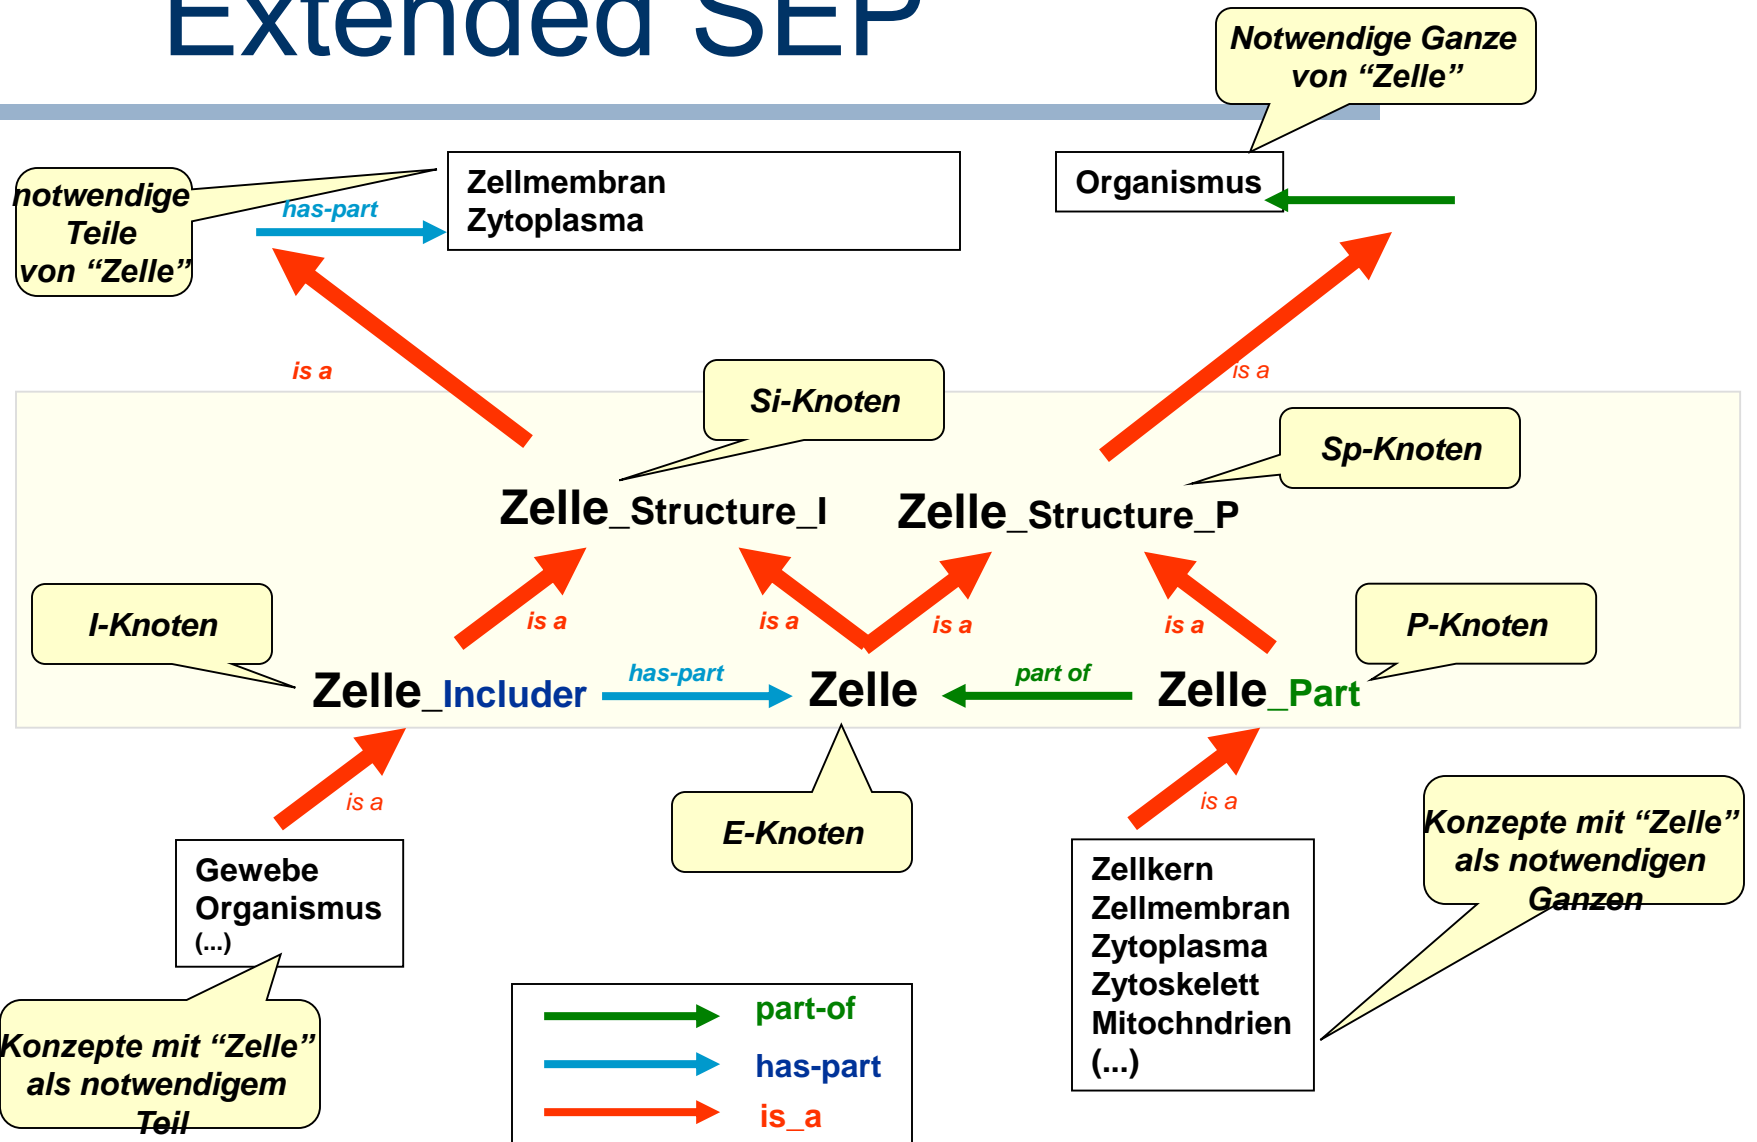 Extended SEP
Notwendige Ganze
von “Zelle”
notwendige
Teile
von “Zelle”
has-part
Zellmembran
Zytoplasma
Organismus
is a
is a
Si-Knoten
Sp-Knoten
Zelle_Structure_I
Zelle_Structure_P
I-Knoten
is a
is a
is a
is a
P-Knoten
Zelle_Includer
has-part
Zelle
part of
Zelle_Part
is a
is a
E-Knoten
Konzepte mit “Zelle”
als notwendigen
Ganzen
Gewebe
Organismus
(...)
Zellkern
Zellmembran
Zytoplasma
Zytoskelett
Mitochndrien
(...)
Konzepte mit “Zelle”
als notwendigem
Teil
part-of
has-part
is_a